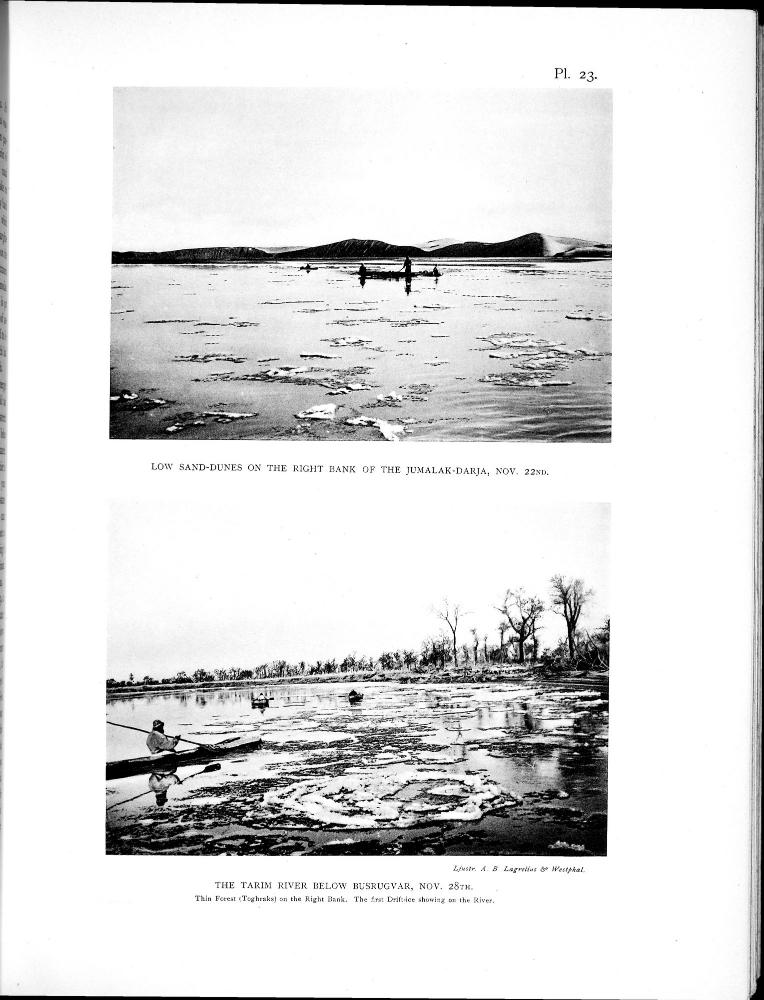 Pl. 23.
LOW SAND-DUNES ON THE RIGHT BANK OF THE JUMALAK-DARJA, NOV. 22ND.
Ljustr. A. B. Lagrelius & Westphal.
THE TARIM RIVER BELOW BUSRUGVAR, NOV. 28TH.
Thin Forest (Toghraks) on the Right Bank. The first Drift-ice showing on the River.